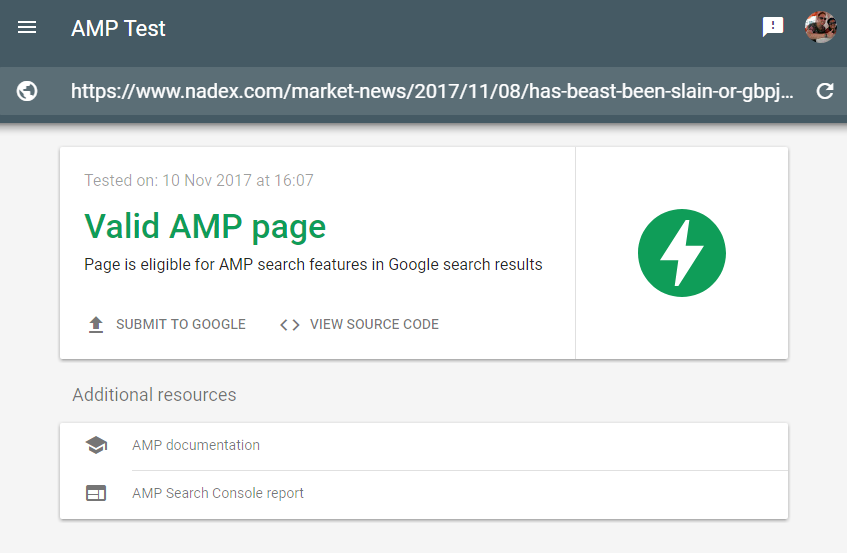 AMP Test
https://www.nadex.com/market-news/2017/11/08/has-beast-been-slain-or-gbpj...
Tested on: 10 Nov 2017 at 16:07
Valid AMP page
Page is eligible for AMP search features in Google search results
SUBMIT TO GOOGLE VIEW SOURCE CODE
Additional resources
AMP documentation
AMP Search Console report